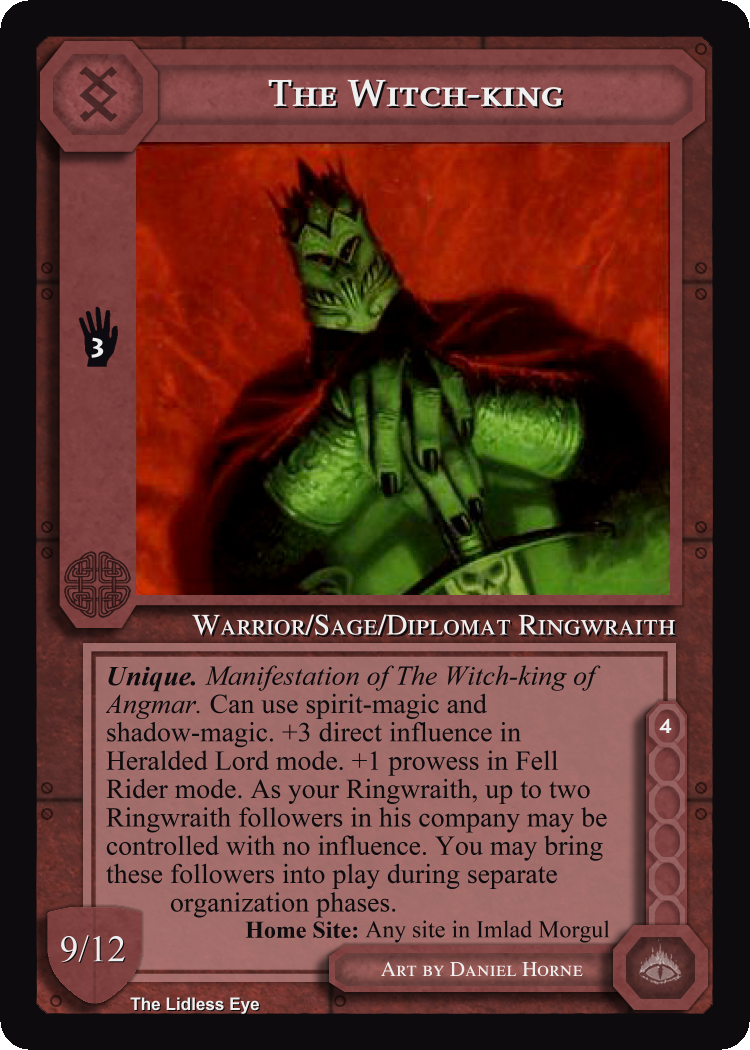 The Witch-king
3
Warrior/Sage/Diplomat Ringwraith
Unique. Manifestation of The Witch-king of
Angmar. Can use spirit-magic and
shadow-magic. +3 direct influence in
Heralded Lord mode. +1 prowess in Fell
Rider mode. As your Ringwraith, up to two
Ringwraith followers in his company may be
controlled with no influence. You may bring
these followers into play during separate
organization phases.
4
Home Site: Any site in Imlad Morgul
9/12
Art by Daniel Horne
The Lidless Eye